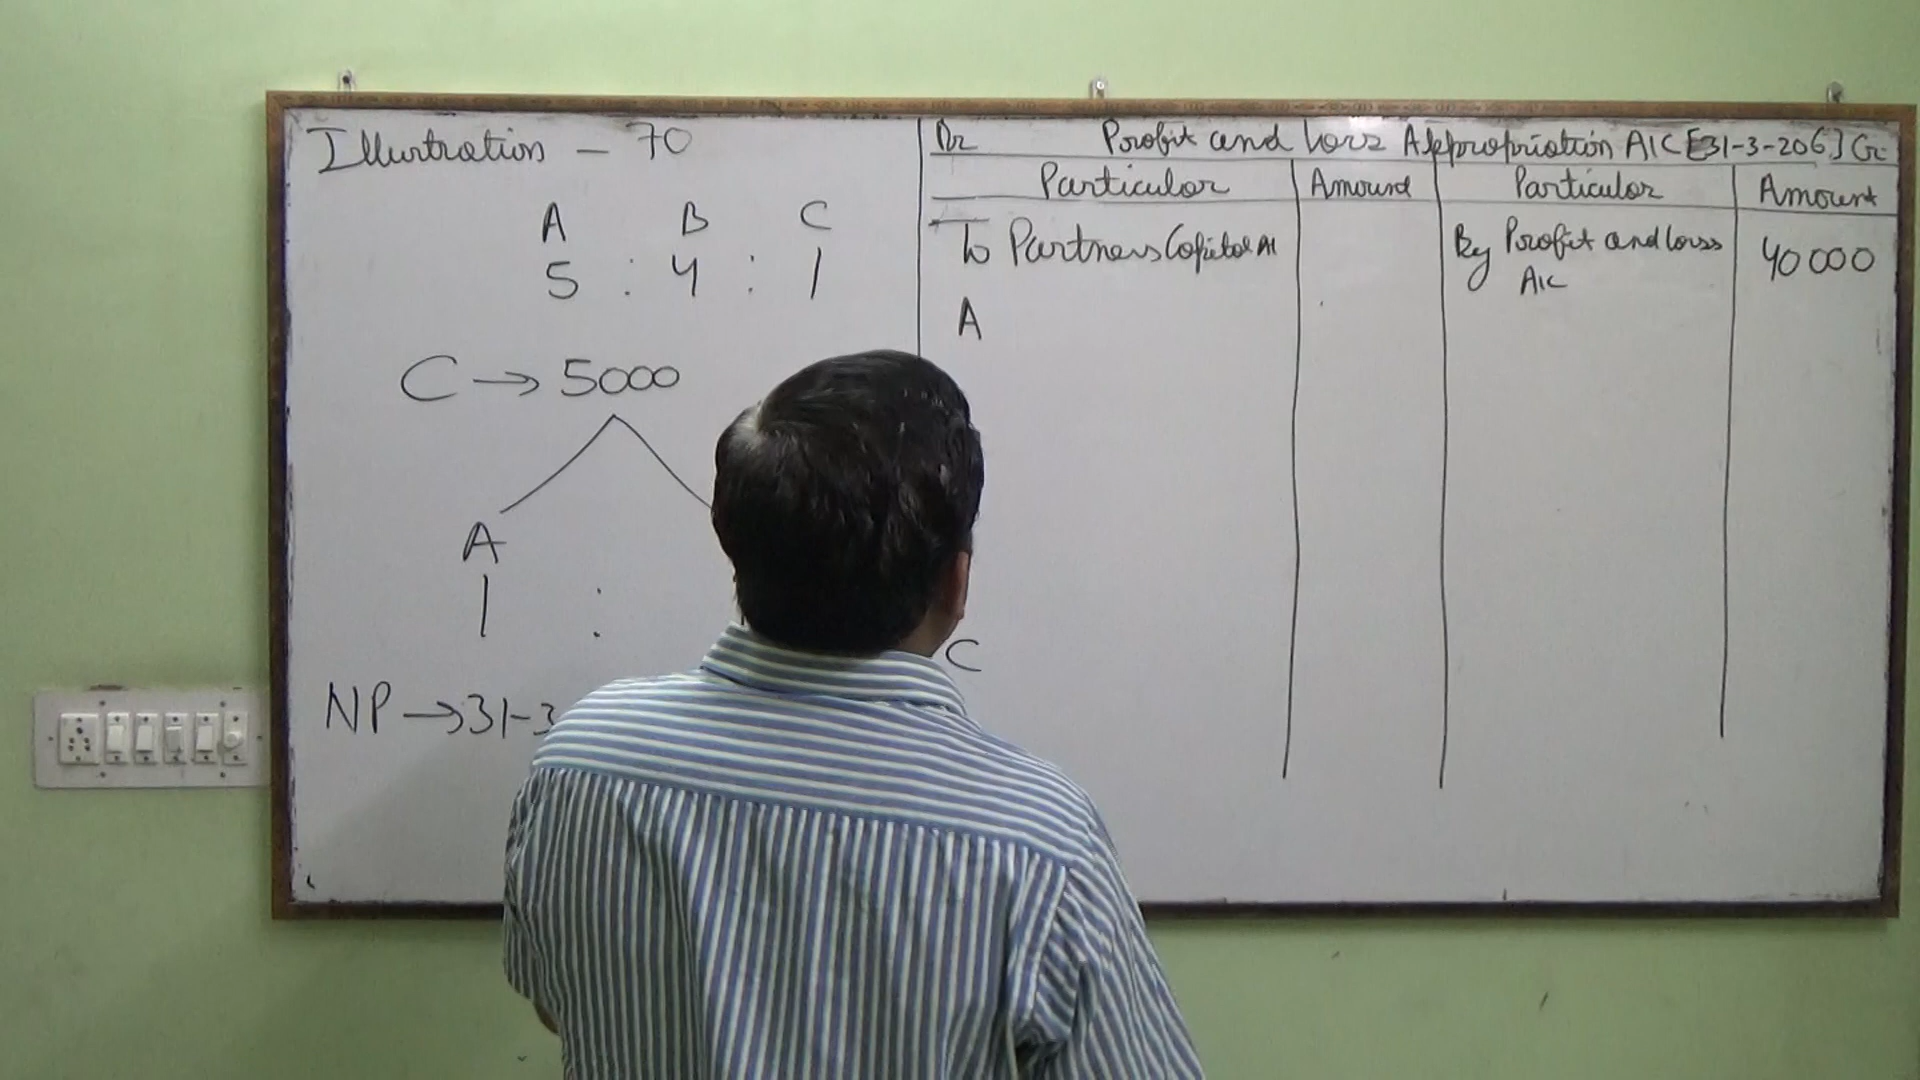 Illustration - 70
A B C
5 : 4 : 1
C → 5000
A
1 :
NP → 31-3
Dr Profit and Loss Appropriation A/C [31-3-206] Cr
Particular Amount Particular Amount
To Partners Capital A/
By Profit and loss 40000
A/C
A
C